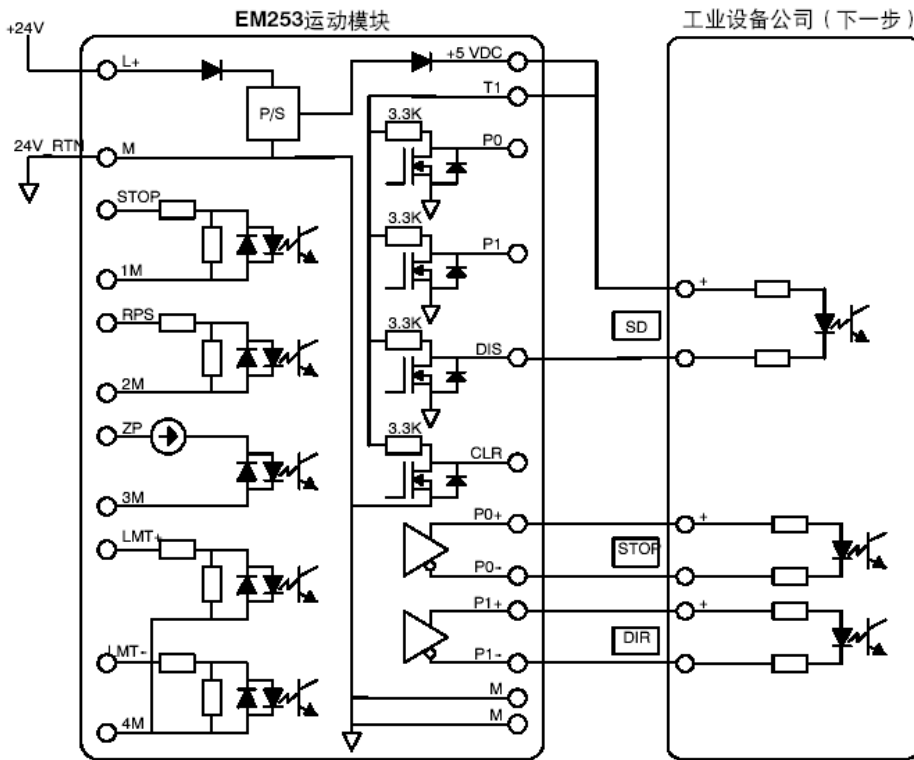 EM253运动模块
工业设备公司（下一步）
+24V
L+
P/S
+5 VDC
T1
3.3K
P0
24V_RTN
M
STOP
1M
3.3K
P1
RPS
2M
3.3K
DIS
ZP
3M
3.3K
CLR
LMT+
P0+
P0-
P1+
P1-
LMT-
4M
M
M
+
SD
+
STOP
+
DIR